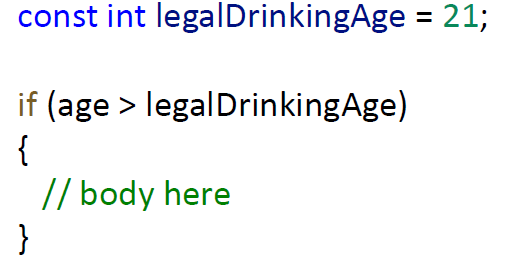 const int legalDrinkingAge = 21;
if (age > legalDrinkingAge)
{
// body here
}